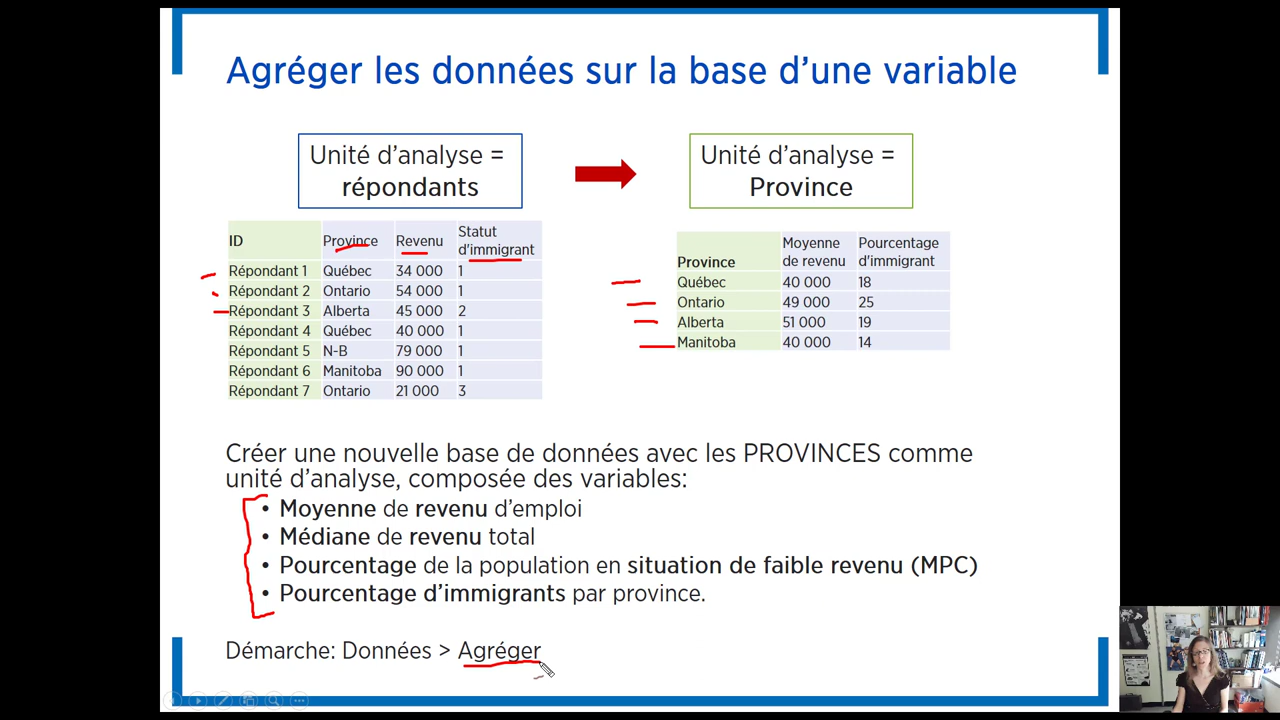 Agréger les données sur la base d'une variable
Unité d'analyse =
répondants
Unité d'analyse =
Province
ID Province Revenu Statut d'immigrant
Répondant 1 Québec 34 000 1
Répondant 2 Ontario 54 000 1
Répondant 3 Alberta 45 000 2
Répondant 4 Québec 40 000 1
Répondant 5 N-B 79 000 1
Répondant 6 Manitoba 90 000 1
Répondant 7 Ontario 21 000 3
Province Moyenne de revenu Pourcentage d'immigrant
Québec 40 000 18
Ontario 49 000 25
Alberta 51 000 19
Manitoba 40 000 14
Créer une nouvelle base de données avec les PROVINCES comme
unité d'analyse, composée des variables:
• Moyenne de revenu d'emploi
• Médiane de revenu total
• Pourcentage de la population en situation de faible revenu (MPC)
• Pourcentage d'immigrants par province.
Démarche: Données > Agréger